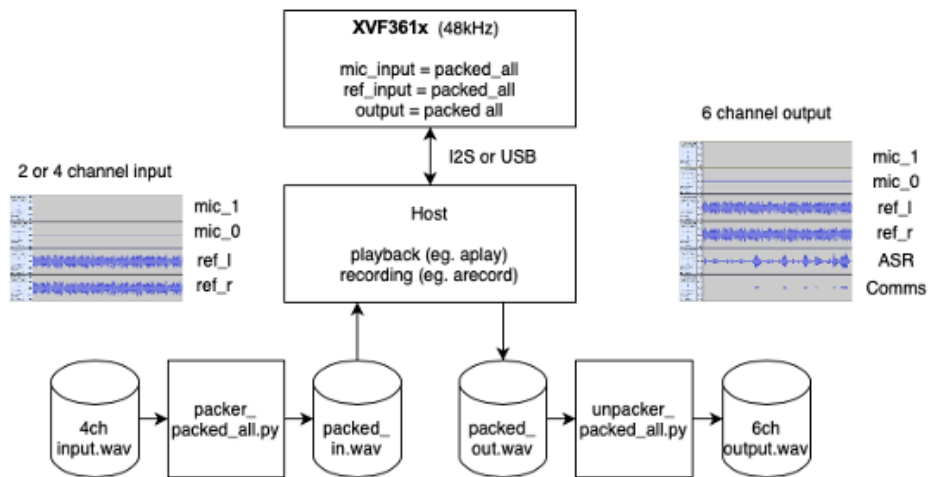 XVF361x (48kHz)
mic_input = packed_all
ref_input = packed_all
output = packed all
I2S or USB
2 or 4 channel input
mic_1
mic_0
ref_l
ref_r
Host
playback (eg. aplay)
recording (eg. arecord)
6 channel output
mic_1
mic_0
ref_l
ref_r
ASR
Comms
4ch
input.wav
packer_
packed_all.py
packed_
in.wav
packed_
out.wav
unpacker_
packed_all.py
6ch
output.wav